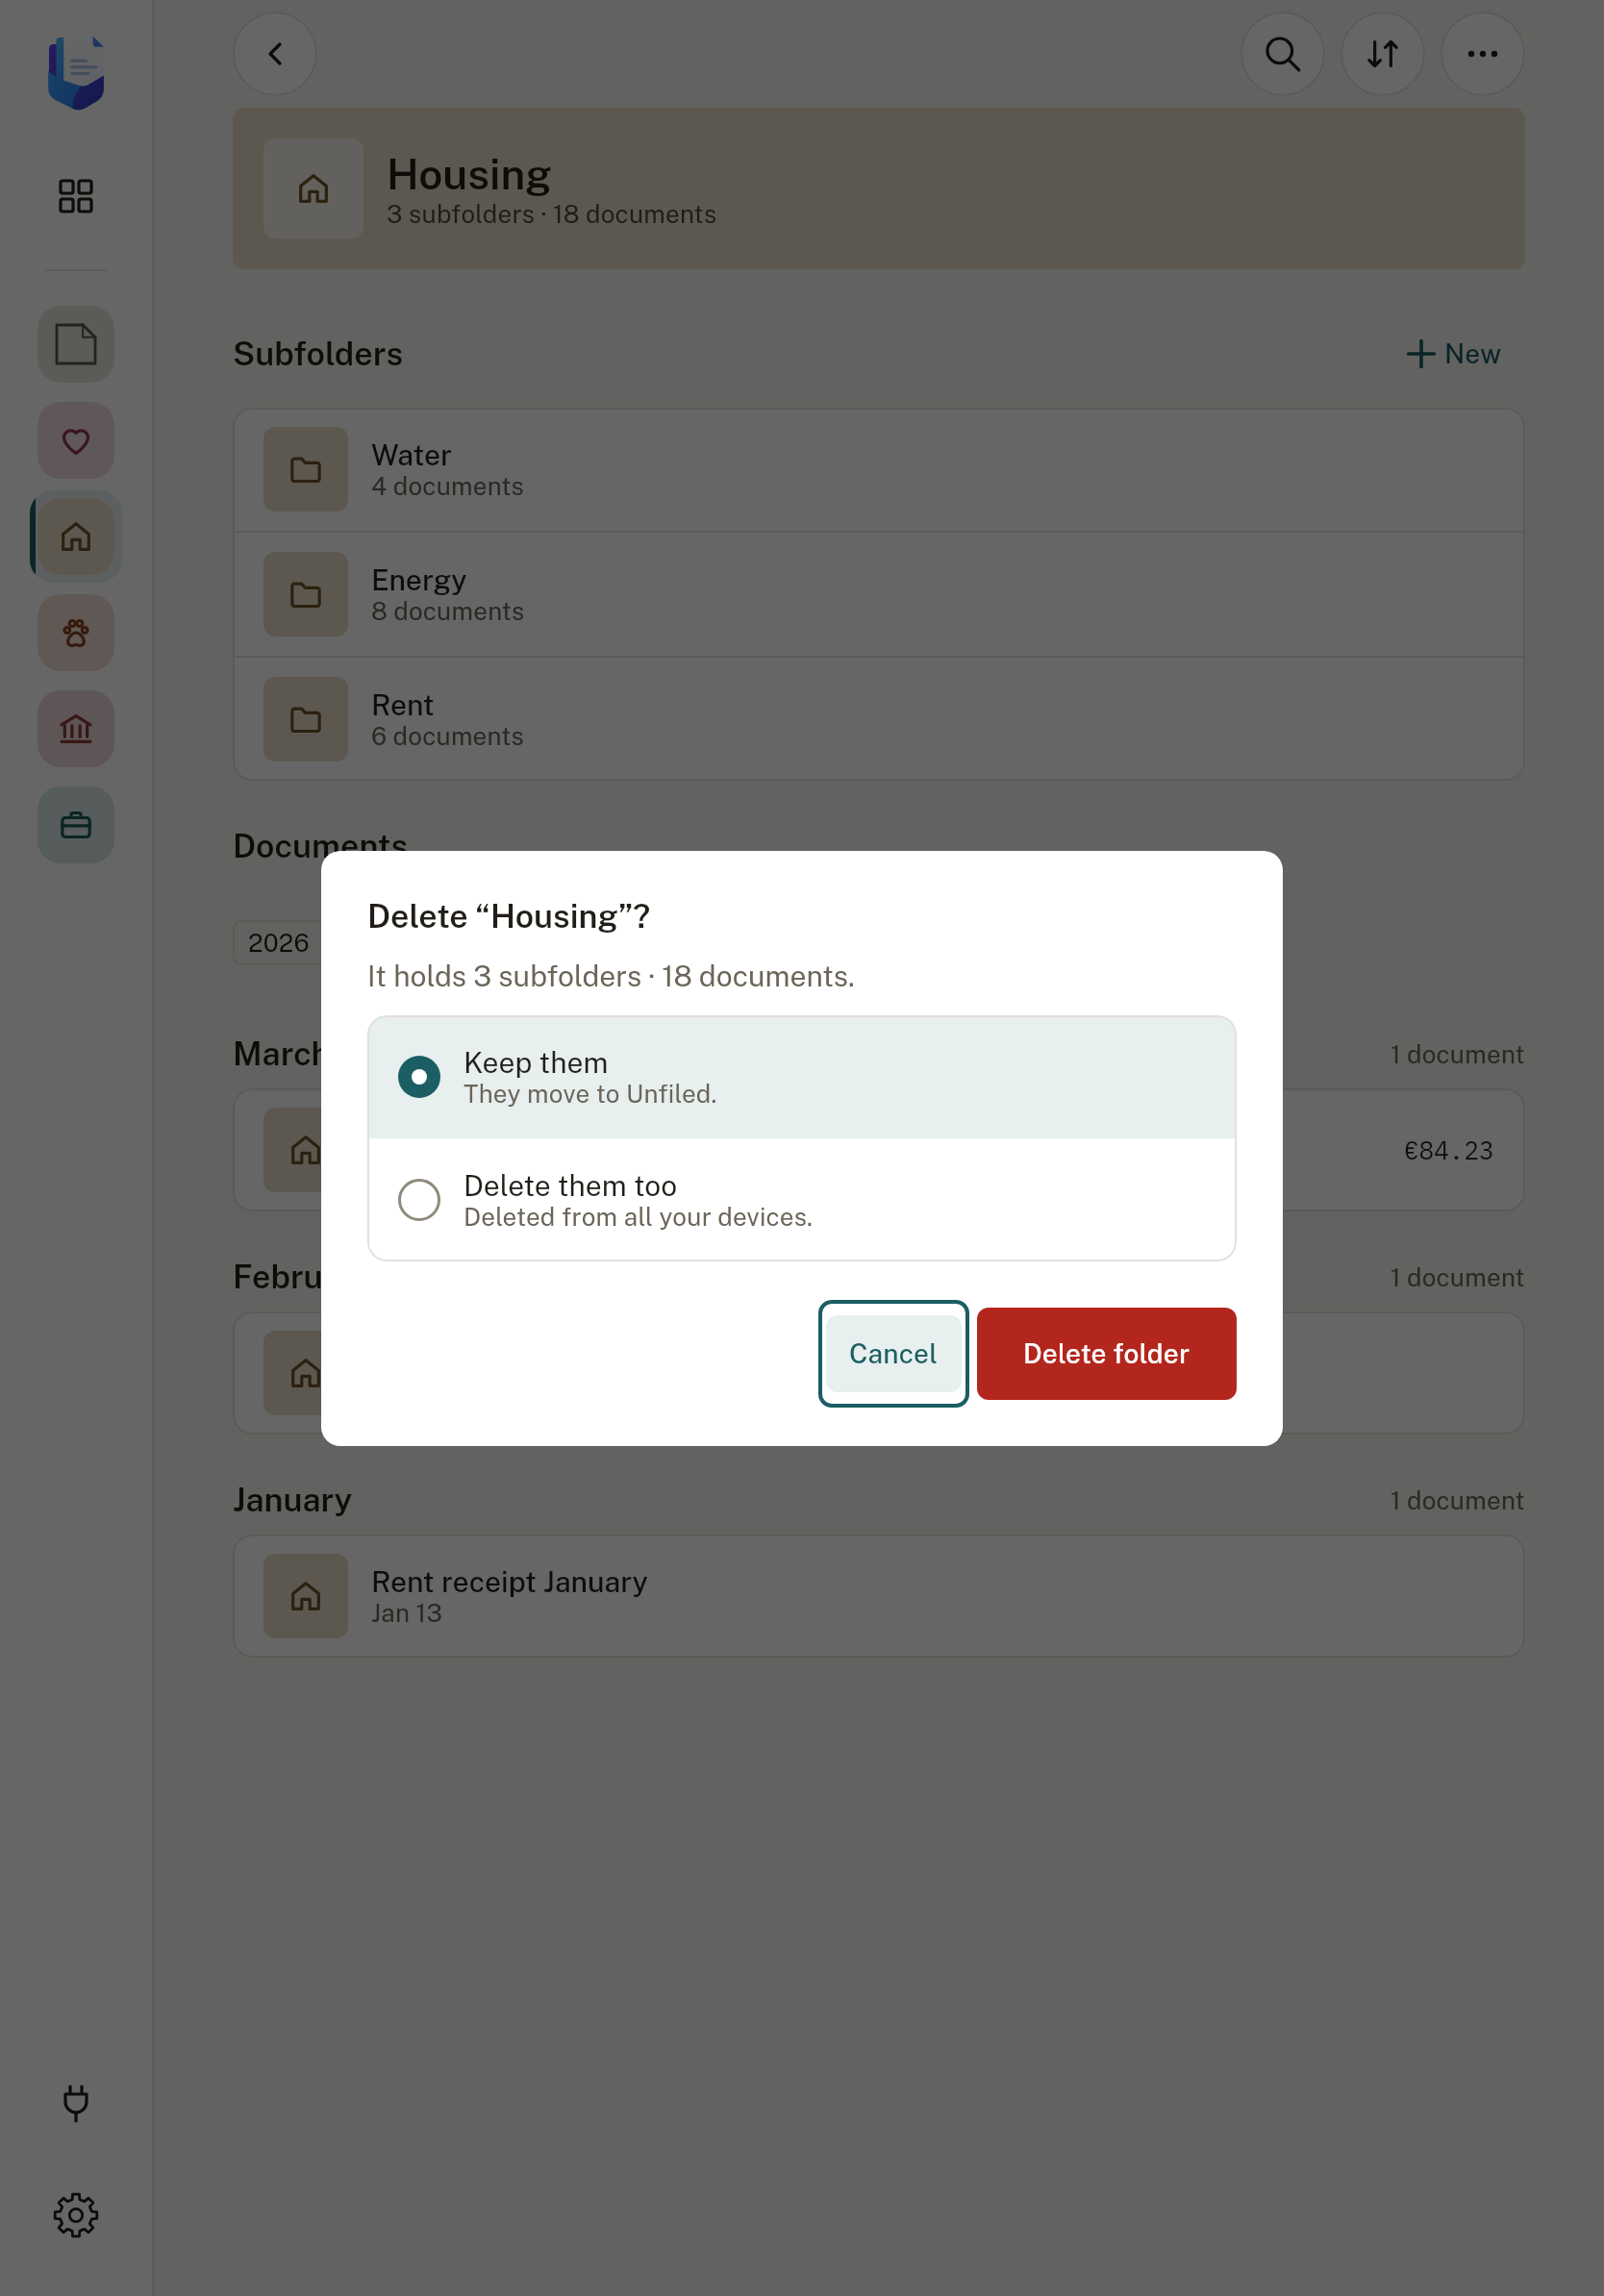 Housing
3 subfolders · 18 documents
Subfolders
New
Water
4 documents
Energy
8 documents
Rent
6 documents
Documents
2026
Delete “Housing”?
It holds 3 subfolders · 18 documents.
Keep them
They move to Unfiled.
Delete them too
Deleted from all your devices.
Cancel
Delete folder
March
1 document
€84.23
1 document
January
1 document
Rent receipt January
Jan 13